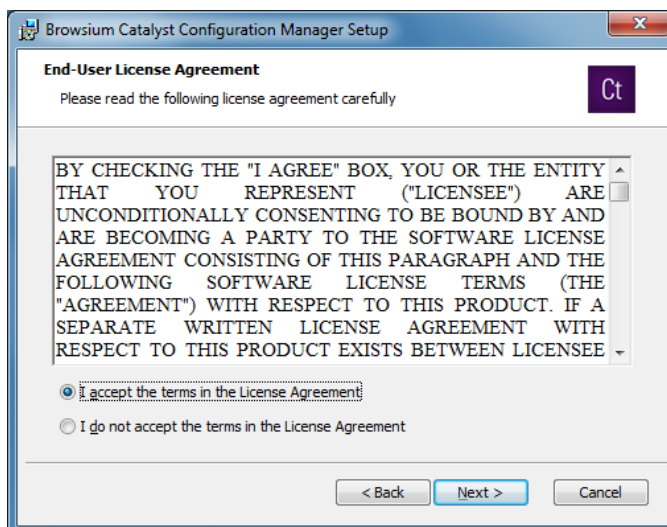 Browsium Catalyst Configuration Manager Setup
End-User License Agreement
Please read the following license agreement carefully
Ct
BY CHECKING THE "I AGREE" BOX, YOU OR THE ENTITY
THAT YOU REPRESENT ("LICENSEE") ARE
UNCONDITIONALLY CONSENTING TO BE BOUND BY AND
ARE BECOMING A PARTY TO THE SOFTWARE LICENSE
AGREEMENT CONSISTING OF THIS PARAGRAPH AND THE
FOLLOWING SOFTWARE LICENSE TERMS (THE
"AGREEMENT") WITH RESPECT TO THIS PRODUCT. IF A
SEPARATE WRITTEN LICENSE AGREEMENT WITH
RESPECT TO THIS PRODUCT EXISTS BETWEEN LICENSEE
I accept the terms in the License Agreement
I do not accept the terms in the License Agreement
< Back Next > Cancel